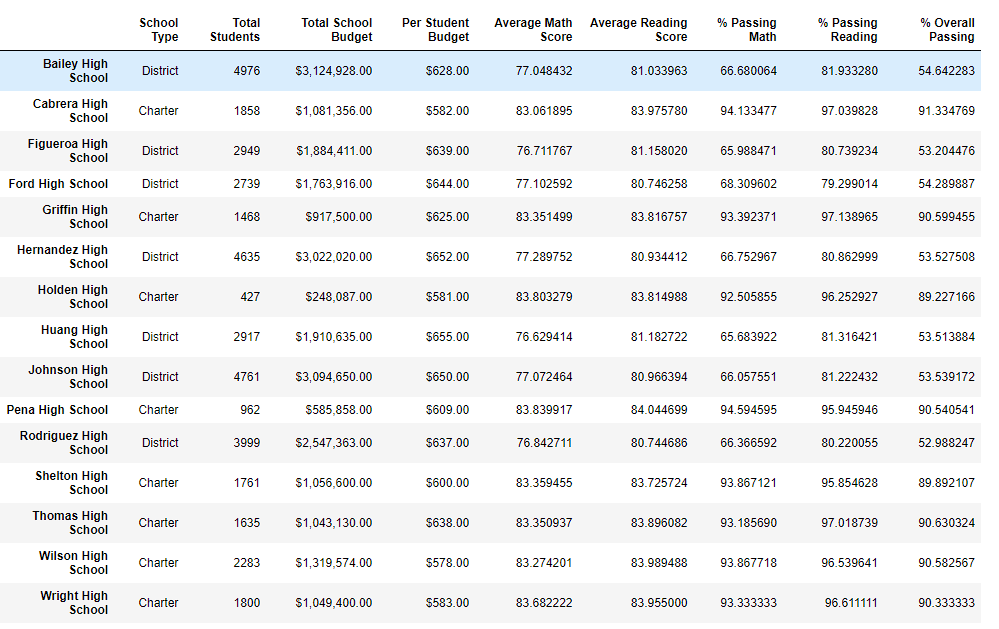 School Type Total Students Total School Budget Per Student Budget Average Math Score Average Reading Score % Passing Math % Passing Reading % Overall Passing
Bailey High School District 4976 $3,124,928.00 $628.00 77.048432 81.033963 66.680064 81.933280 54.642283
Cabrera High School Charter 1858 $1,081,356.00 $582.00 83.061895 83.975780 94.133477 97.039828 91.334769
Figueroa High School District 2949 $1,884,411.00 $639.00 76.711767 81.158020 65.988471 80.739234 53.204476
Ford High School District 2739 $1,763,916.00 $644.00 77.102592 80.746258 68.309602 79.299014 54.289887
Griffin High School Charter 1468 $917,500.00 $625.00 83.351499 83.816757 93.392371 97.138965 90.599455
Hernandez High School District 4635 $3,022,020.00 $652.00 77.289752 80.934412 66.752967 80.862999 53.527508
Holden High School Charter 427 $248,087.00 $581.00 83.803279 83.814988 92.505855 96.252927 89.227166
Huang High School District 2917 $1,910,635.00 $655.00 76.629414 81.182722 65.683922 81.316421 53.513884
Johnson High School District 4761 $3,094,650.00 $650.00 77.072464 80.966394 66.057551 81.222432 53.539172
Pena High School Charter 962 $585,858.00 $609.00 83.839917 84.044699 94.594595 95.945946 90.540541
Rodriguez High School District 3999 $2,547,363.00 $637.00 76.842711 80.744686 66.366592 80.220055 52.988247
Shelton High School Charter 1761 $1,056,600.00 $600.00 83.359455 83.725724 93.867121 95.854628 89.892107
Thomas High School Charter 1635 $1,043,130.00 $638.00 83.350937 83.896082 93.185690 97.018739 90.630324
Wilson High School Charter 2283 $1,319,574.00 $578.00 83.274201 83.989488 93.867718 96.539641 90.582567
Wright High School Charter 1800 $1,049,400.00 $583.00 83.682222 83.955000 93.333333 96.611111 90.333333